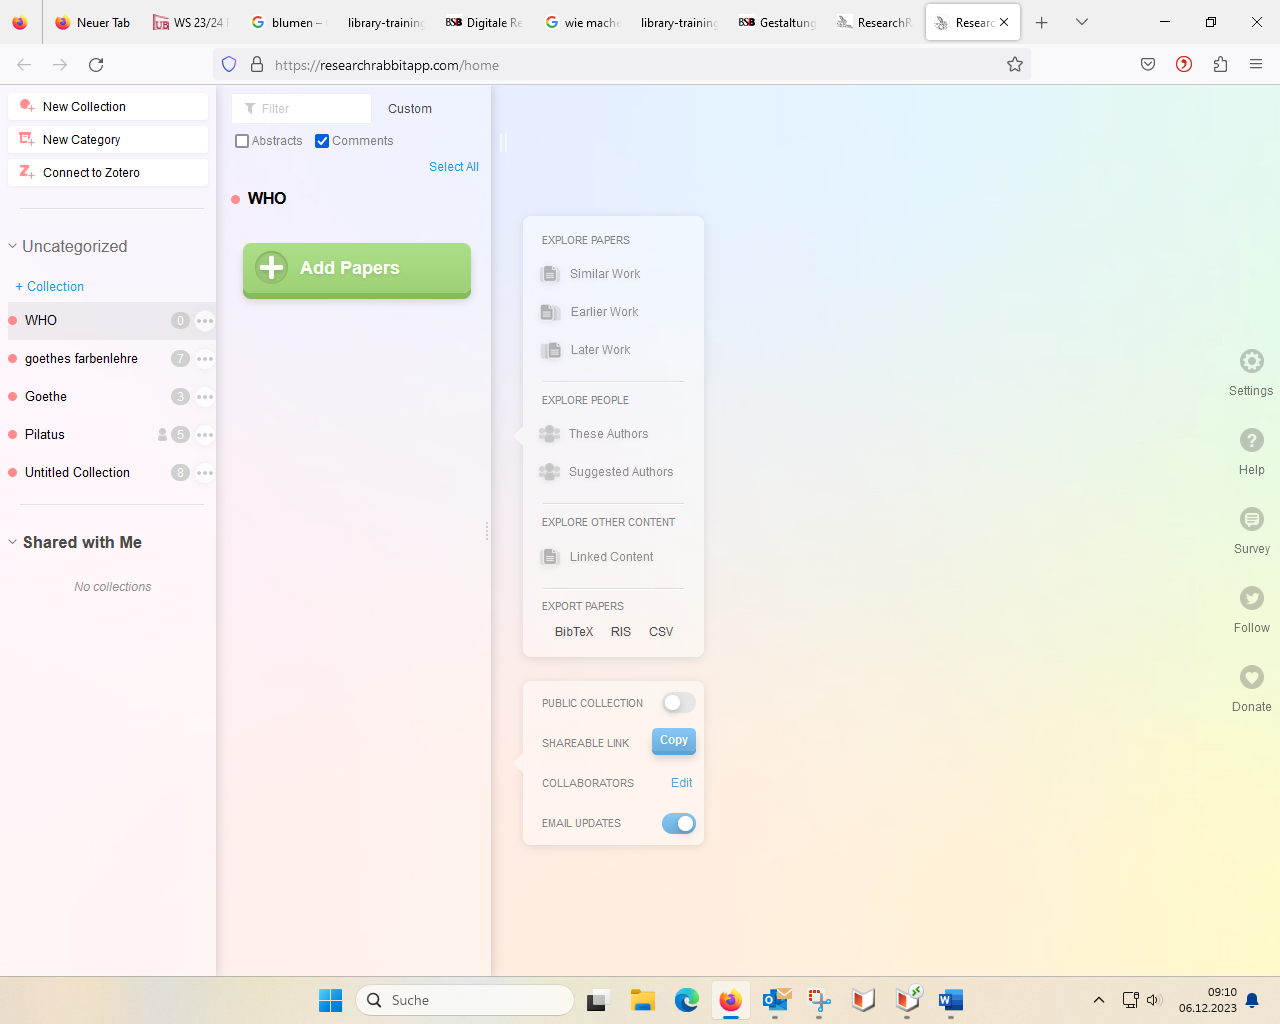 Neuer Tab
WS 23/24
blumen –
library-training
Digitale Re
wie mache
library-training
Gestaltung
ResearchR
Researc
https://researchrabbitapp.com/home
New Collection
New Category
Connect to Zotero
Uncategorized
+ Collection
WHO 0
goethes farbenlehre 7
Goethe 3
Pilatus 5
Untitled Collection 8
Shared with Me
No collections
Filter
Custom
Abstracts
Comments
Select All
WHO
Add Papers
EXPLORE PAPERS
Similar Work
Earlier Work
Later Work
EXPLORE PEOPLE
These Authors
Suggested Authors
EXPLORE OTHER CONTENT
Linked Content
EXPORT PAPERS
BibTeX RIS CSV
PUBLIC COLLECTION
SHAREABLE LINK Copy
COLLABORATORS Edit
EMAIL UPDATES
Settings
Help
Survey
Follow
Donate
Suche
09:10
06.12.2023